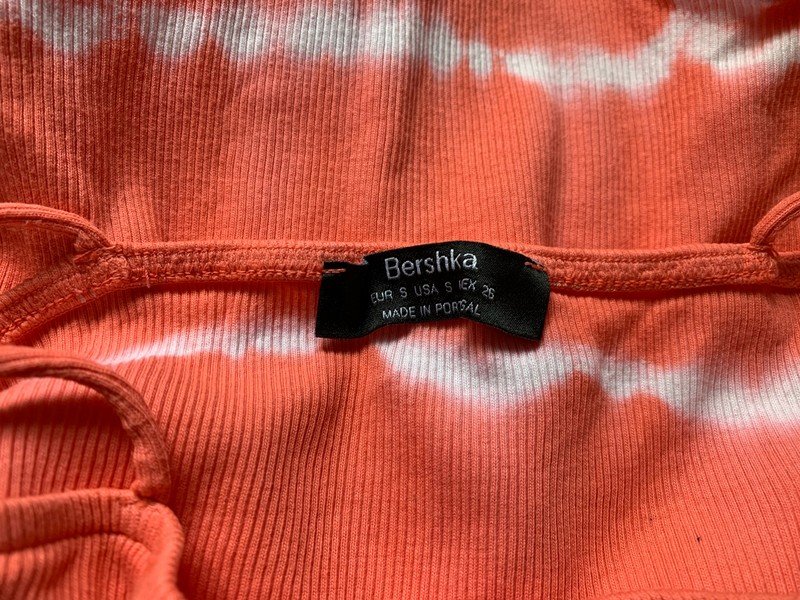 Bershka
EUR S USA S MEX 26
MADE IN PORTUGAL